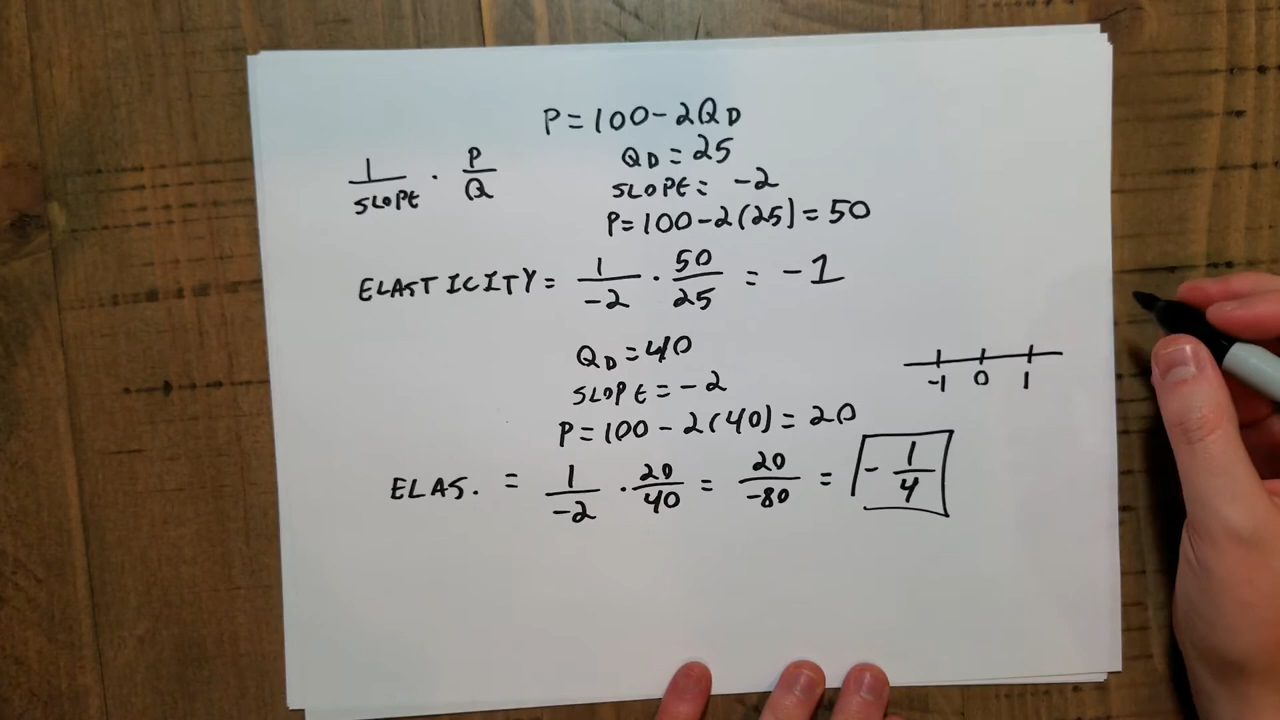 P = 100 - 2QD
1/SLOPE · P/Q
QD = 25
SLOPE = -2
P = 100 - 2(25) = 50
ELASTICITY = 1/-2 · 50/25 = -1
QD = 40
SLOPE = -2
-1 0 1
P = 100 - 2(40) = 20
ELAS. = 1/-2 · 20/40 = 20/-80 = -1/4